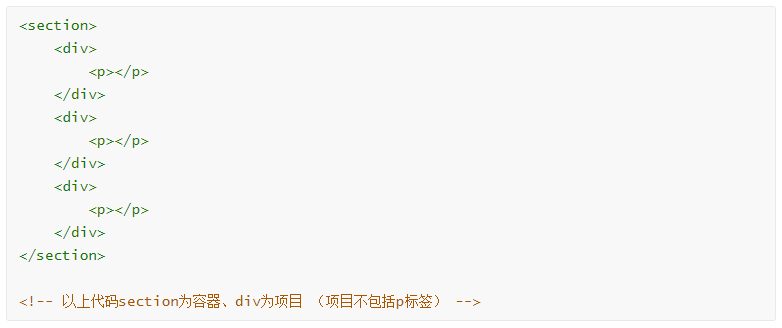 <section>
    <div>
        <p></p>
    </div>
    <div>
        <p></p>
    </div>
    <div>
        <p></p>
    </div>
</section>
<!-- 以上代码section为容器、div为项目 （项目不包括p标签） -->